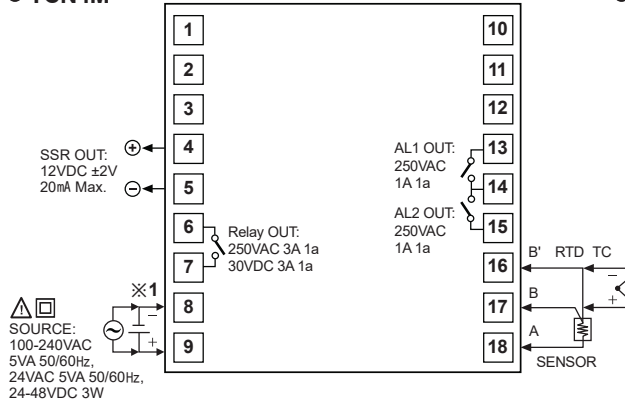 1
2
3
4
5
6
7
8
9
10
11
12
13
14
15
16
17
18
SSR OUT:
12VDC ±2V
20mA Max.
+
−
Relay OUT:
250VAC 3A 1a
30VDC 3A 1a
※1
−
+
SOURCE:
100-240VAC
5VA 50/60Hz,
24VAC 5VA 50/60Hz,
24-48VDC 3W
AL1 OUT:
250VAC
1A 1a
AL2 OUT:
250VAC
1A 1a
B' RTD TC
B
A
−
+
SENSOR